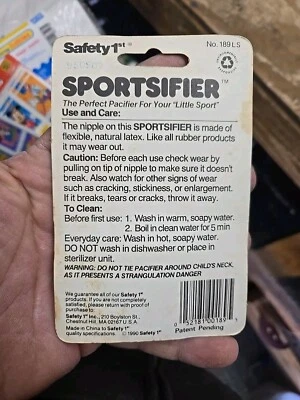 Safety 1st®
No. 189 LS
SPORTSIFIER™
The Perfect Pacifier For Your "Little Sport"
Use and Care:
The nipple on this SPORTSIFIER is made of
flexible, natural latex. Like all rubber products
it may wear out.
Caution: Before each use check wear by
pulling on tip of nipple to make sure it doesn't
break. Also watch for other signs of wear
such as cracking, stickiness, or enlargement.
If it breaks, tears or cracks, throw it away.
To Clean:
Before first use: 1. Wash in warm, soapy water.
2. Boil in clean water for 5 min
Everyday care: Wash in hot, soapy water.
DO NOT wash in dishwasher or place in
sterilizer unit.
WARNING: DO NOT TIE PACIFIER AROUND CHILD'S NECK,
AS IT PRESENTS A STRANGULATION DANGER
We guarantee all of our Safety 1st
products. If you are not completely
satisfied, please return with proof of
purchase to:
Safety 1st Inc., 210 Boylston St.,
Chestnut Hill, MA 02167 U S A
Made in China to Safety 1st
quality specifications. © 1990 Safety 1st
0 52181 00189 5
Patent Pending